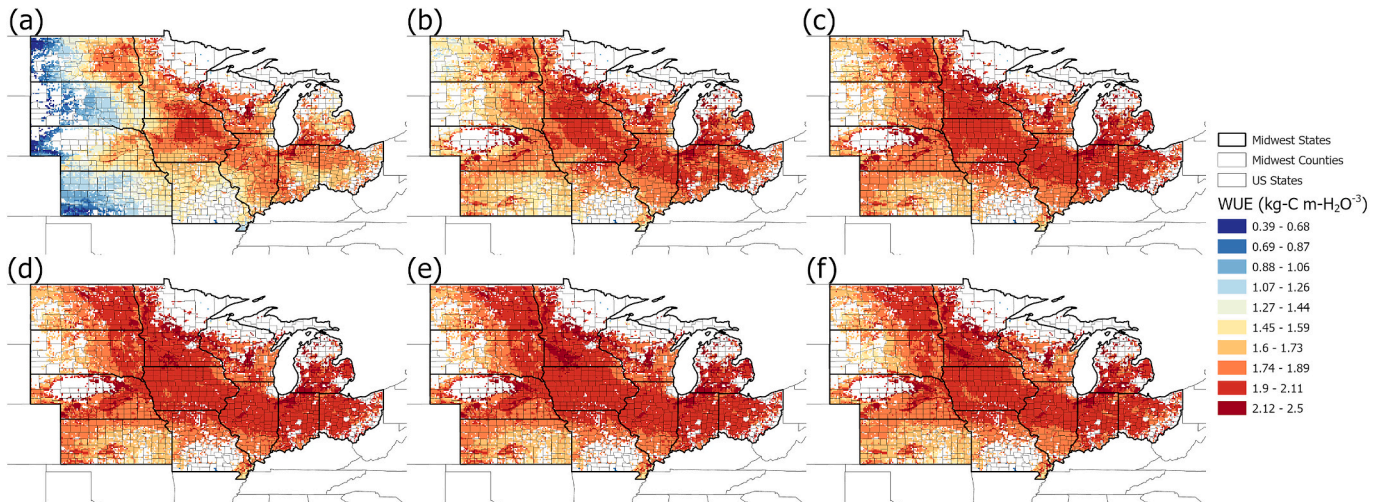 (a)
(b)
(c)
(d)
(e)
(f)
Midwest States
Midwest Counties
US States
WUE (kg-C m-H₂O⁻³)
0.39 - 0.68
0.69 - 0.87
0.88 - 1.06
1.07 - 1.26
1.27 - 1.44
1.45 - 1.59
1.6 - 1.73
1.74 - 1.89
1.9 - 2.11
2.12 - 2.5